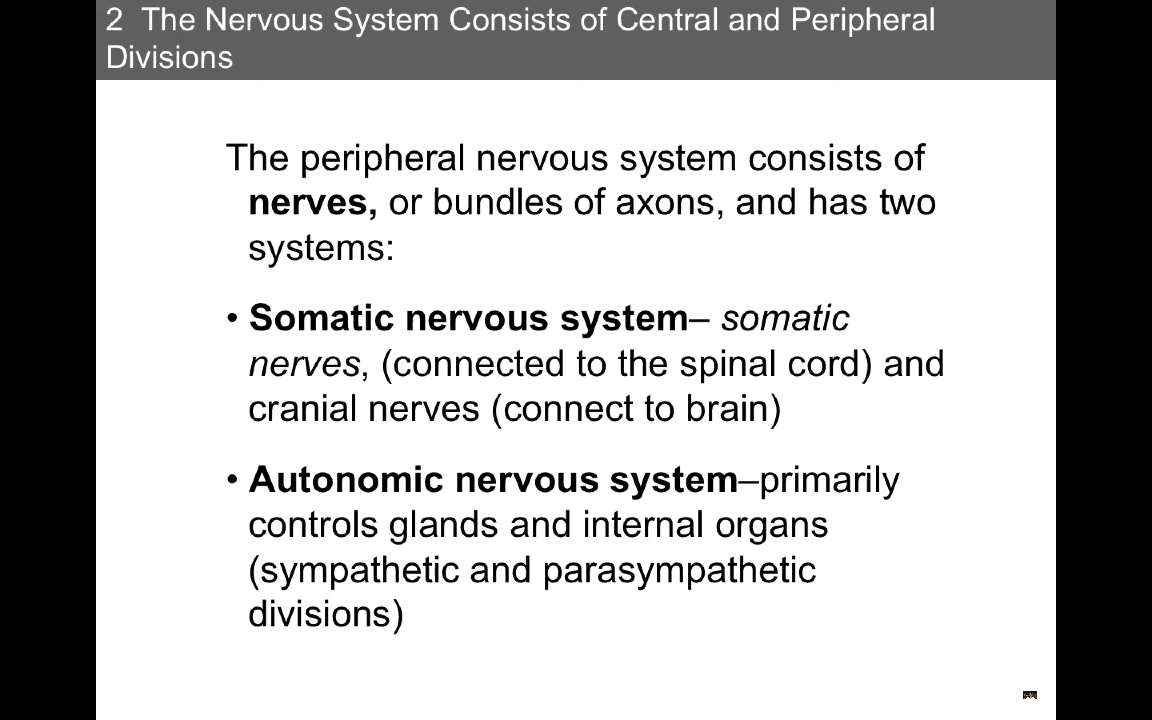 2 The Nervous System Consists of Central and Peripheral
Divisions
The peripheral nervous system consists of
nerves, or bundles of axons, and has two
systems:
• Somatic nervous system– somatic
nerves, (connected to the spinal cord) and
cranial nerves (connect to brain)
• Autonomic nervous system–primarily
controls glands and internal organs
(sympathetic and parasympathetic
divisions)